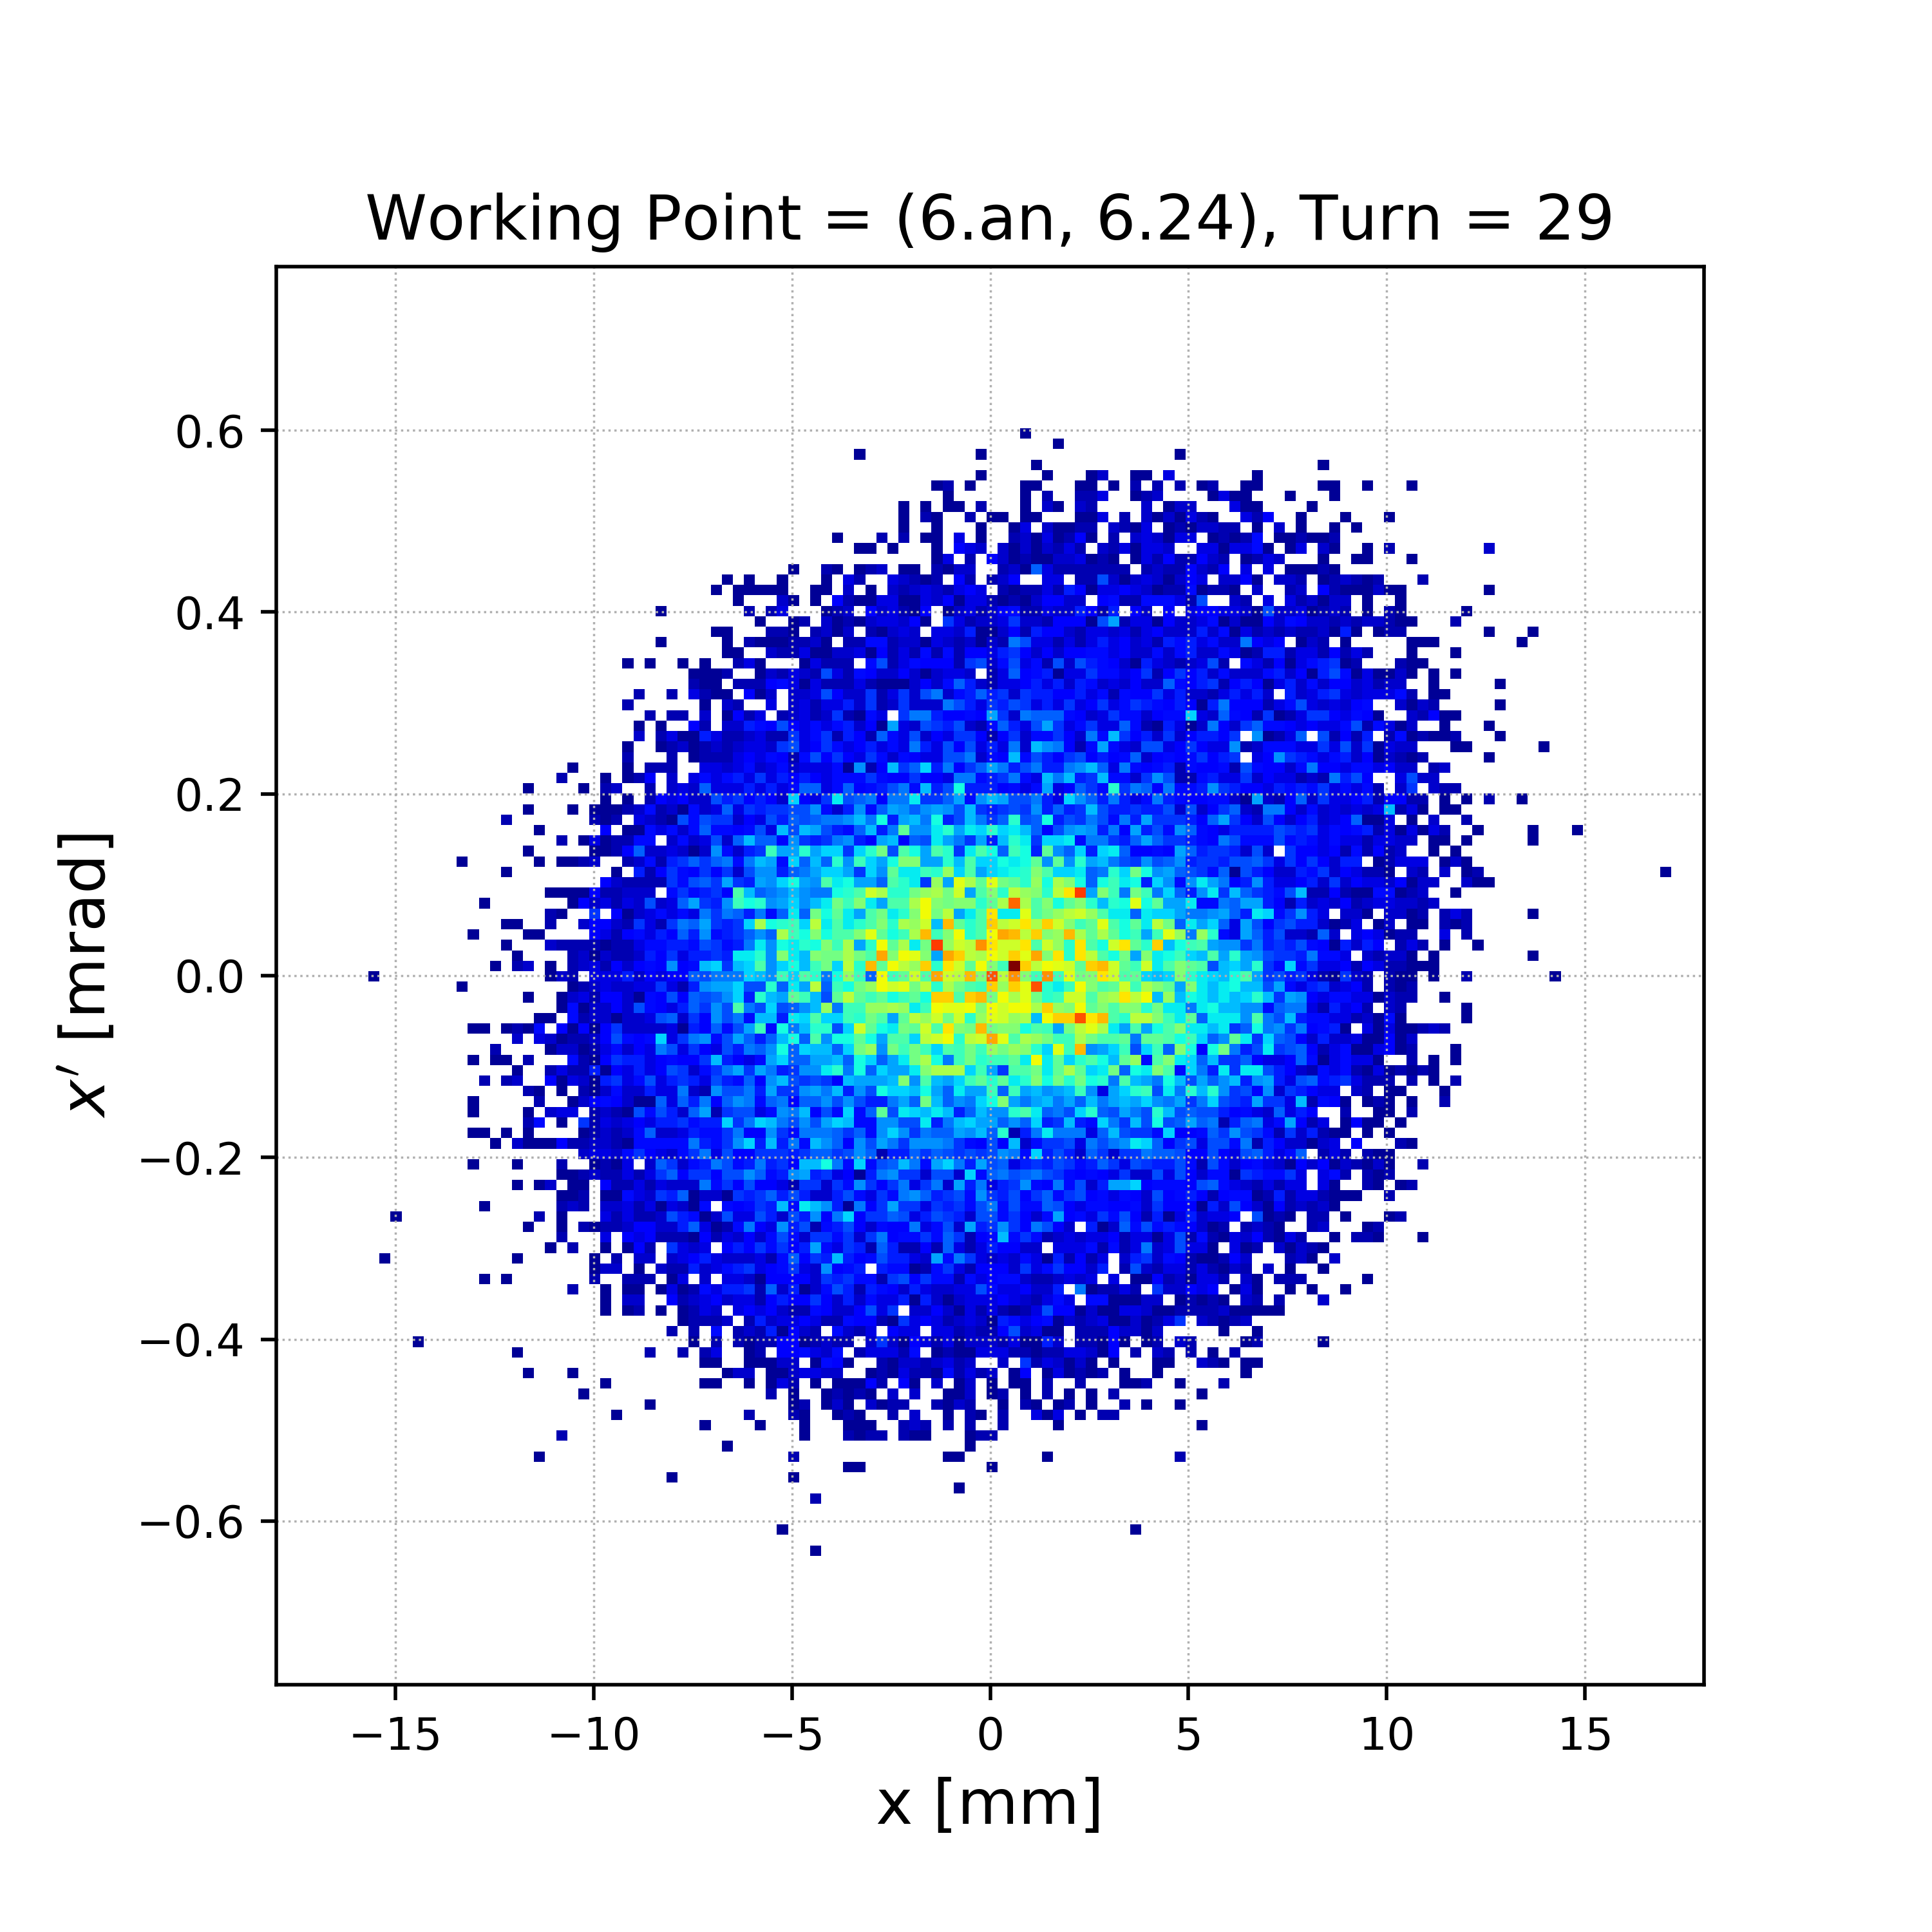 Working Point = (6.an, 6.24), Turn = 29
x′ [mrad]
0.6
0.4
0.2
0.0
−0.2
−0.4
−0.6
−15 −10 −5 0 5 10 15
x [mm]